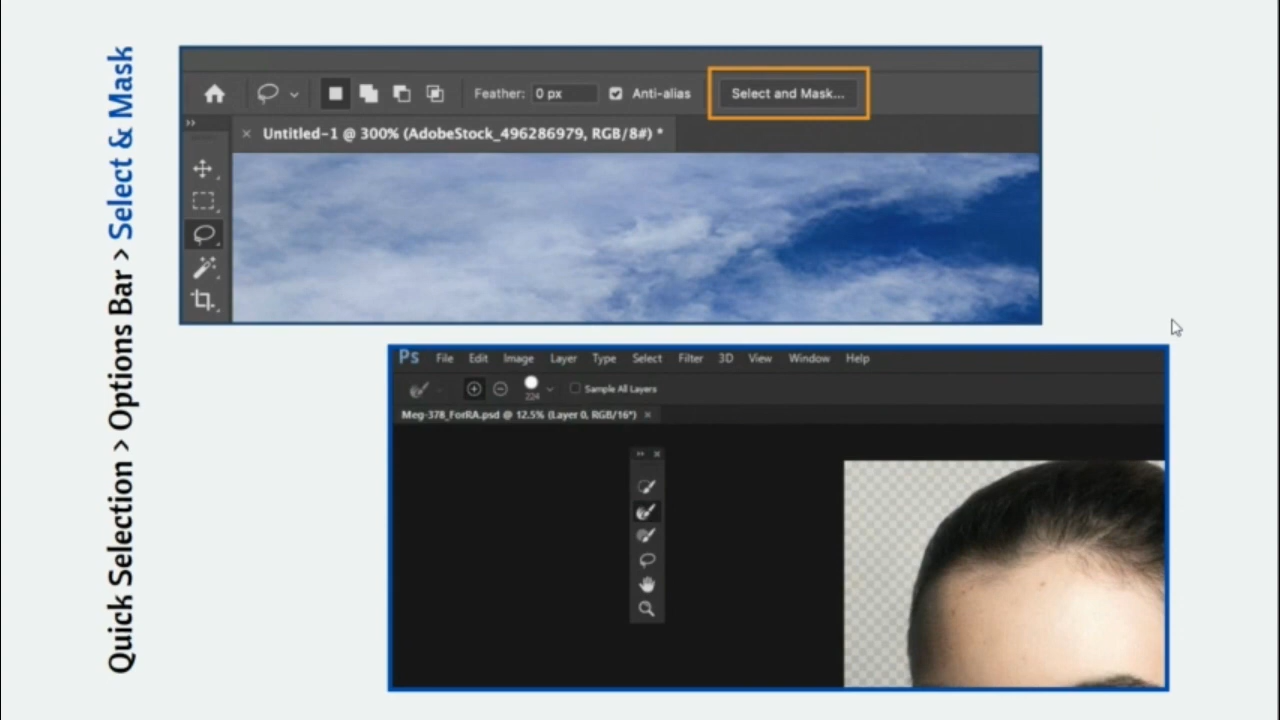 Quick Selection > Options Bar > Select & Mask
Feather: 0 px Anti-alias Select and Mask...
Untitled-1 @ 300% (AdobeStock_496286979, RGB/8#) *
Ps File Edit Image Layer Type Select Filter 3D View Window Help
224 Sample All Layers
Meg-378_ForRA.psd @ 12.5% (Layer 0, RGB/16*)